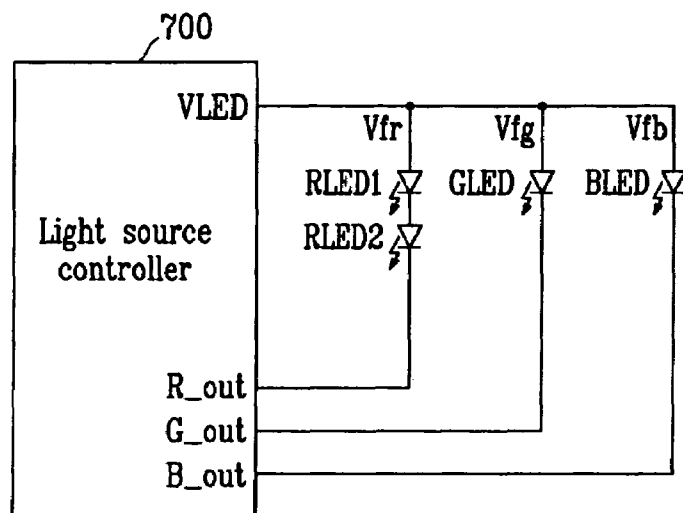 700
VLED
Vfr Vfg Vfb
RLED1 GLED BLED
RLED2
Light source
controller
R_out
G_out
B_out